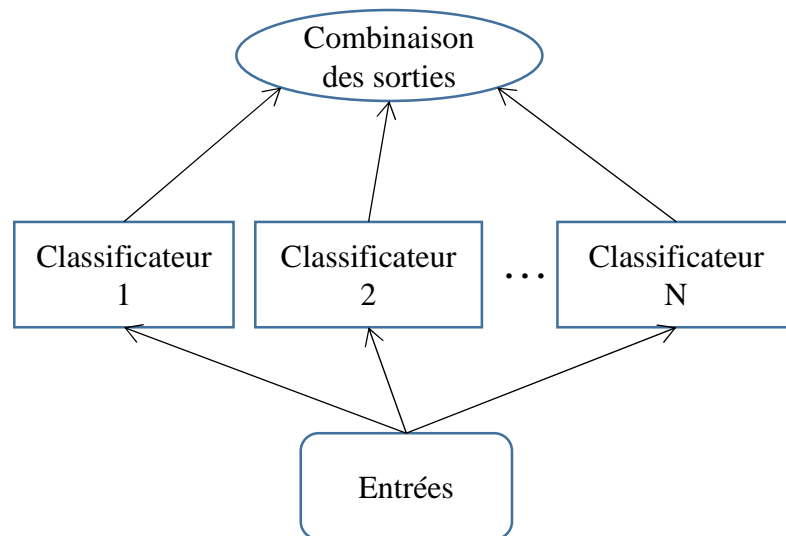 Combinaison
des sorties
Classificateur
1
Classificateur
2
...
Classificateur
N
Entrées